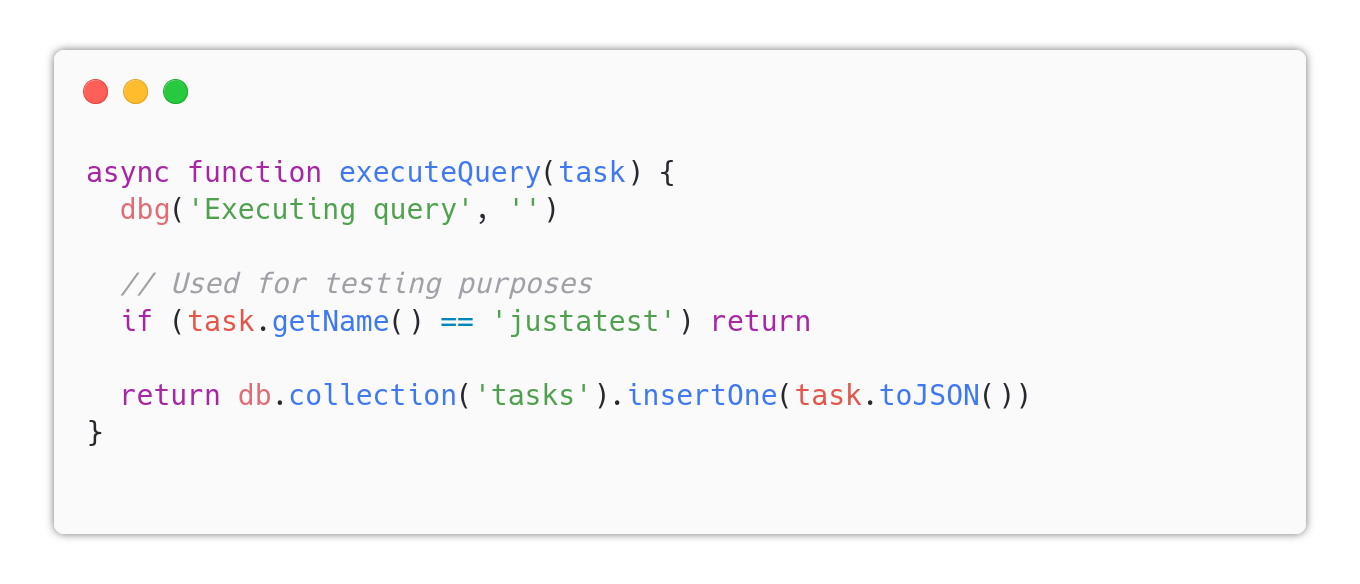 async function executeQuery(task) {
  dbg('Executing query', '')

  // Used for testing purposes
  if (task.getName() == 'justatest') return

  return db.collection('tasks').insertOne(task.toJSON())
}